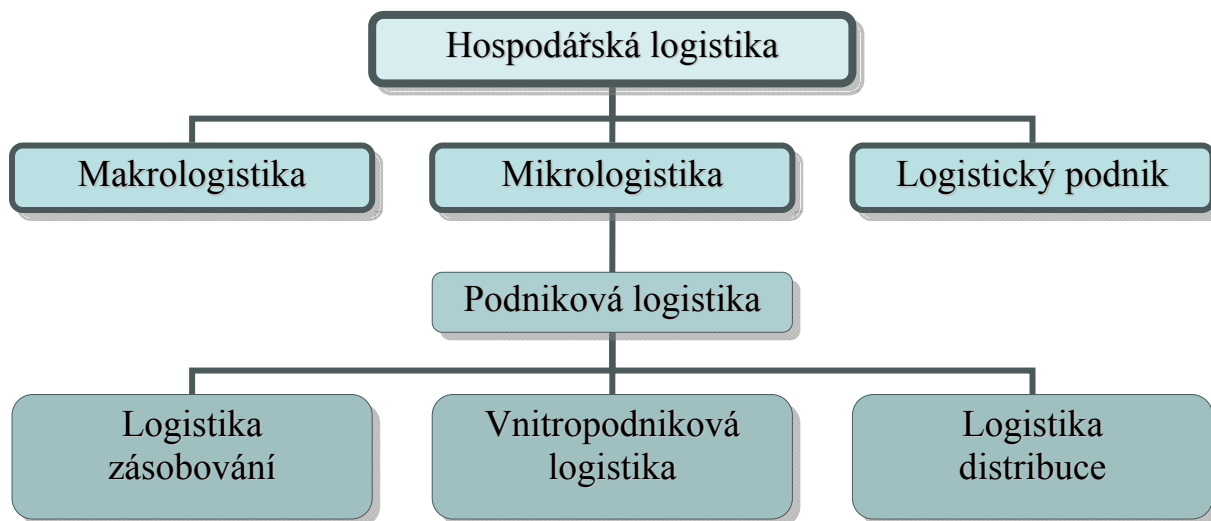 Hospodářská logistika
Makrologistika
Mikrologistika
Logistický podnik
Podniková logistika
Logistika
zásobování
Vnitropodniková
logistika
Logistika
distribuce